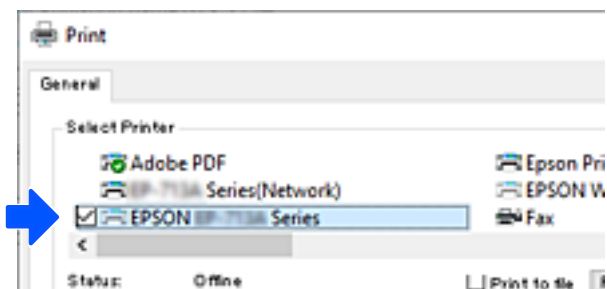 Print
General
Select Printer
Adobe PDF
Epson Pri
Series(Network)
EPSON W
EPSON Series
Fax
Status: Offline
Print to file